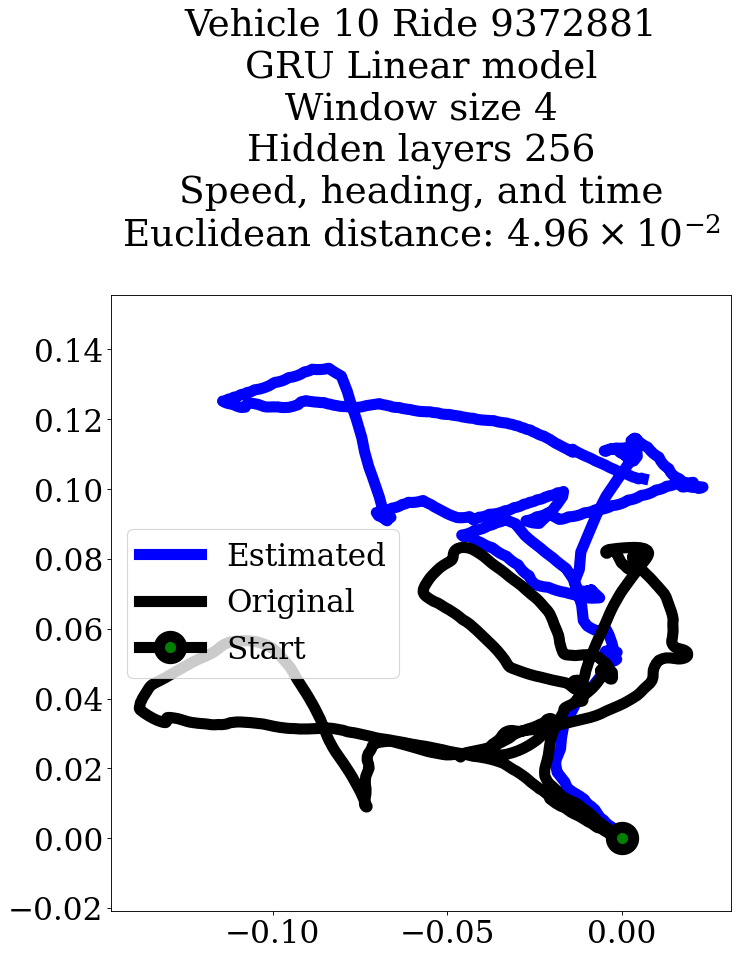 Vehicle 10 Ride 9372881
GRU Linear model
Window size 4
Hidden layers 256
Speed, heading, and time
Euclidean distance: 4.96 × 10⁻²
0.14
0.12
0.10
0.08
0.06
0.04
0.02
0.00
−0.02
Estimated
Original
Start
−0.10 −0.05 0.00